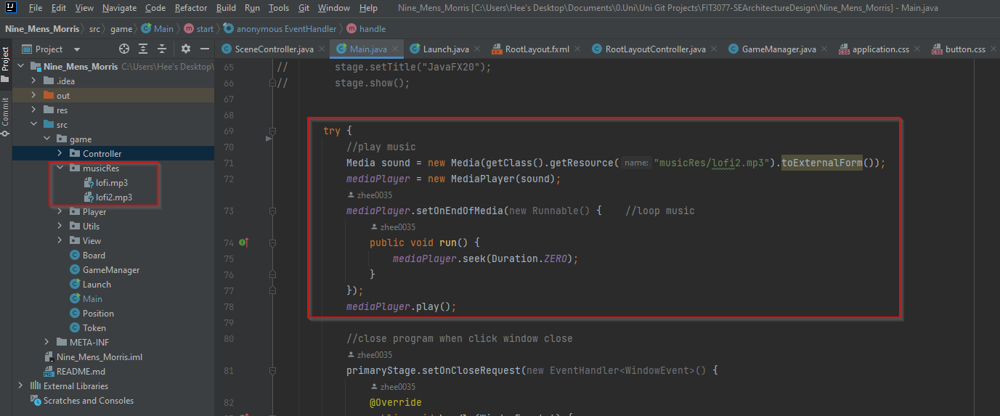 IJ File Edit View Navigate Code Refactor Build Run Tools Git Window Help Nine_Mens_Morris [C:\Users\Hee's Desktop\Documents\0.Uni\Uni Git Projects\FIT3077-SEArchitectureDesign\Nine_Mens_Morris] - Main.java
Nine_Mens_Morris src game Main start anonymous EventHandler handle
Project
Commit
Project
Nine_Mens_Morris C:\Users\Hee's Desktop\
.idea
out
res
src
game
Controller
musicRes
lofi.mp3
lofi2.mp3
Player
Utils
View
Board
GameManager
Launch
Main
Position
Token
META-INF
Nine_Mens_Morris.iml
README.md
External Libraries
Scratches and Consoles
SceneController.java Main.java Launch.java RootLayout.fxml RootLayoutController.java GameManager.java application.css button.css
65 // stage.setTitle("JavaFX20");
66 // stage.show();
67
68
69 try {
70 //play music
71 Media sound = new Media(getClass().getResource( name: "musicRes/lofi2.mp3").toExternalForm());
72 mediaPlayer = new MediaPlayer(sound);
zhee0035
73 mediaPlayer.setOnEndOfMedia(new Runnable() { //loop music
zhee0035
74 public void run() {
75 mediaPlayer.seek(Duration.ZERO);
76 }
77 });
78 mediaPlayer.play();
79
80 //close program when click window close
zhee0035
81 primaryStage.setOnCloseRequest(new EventHandler<WindowEvent>() {
zhee0035
82 @Override